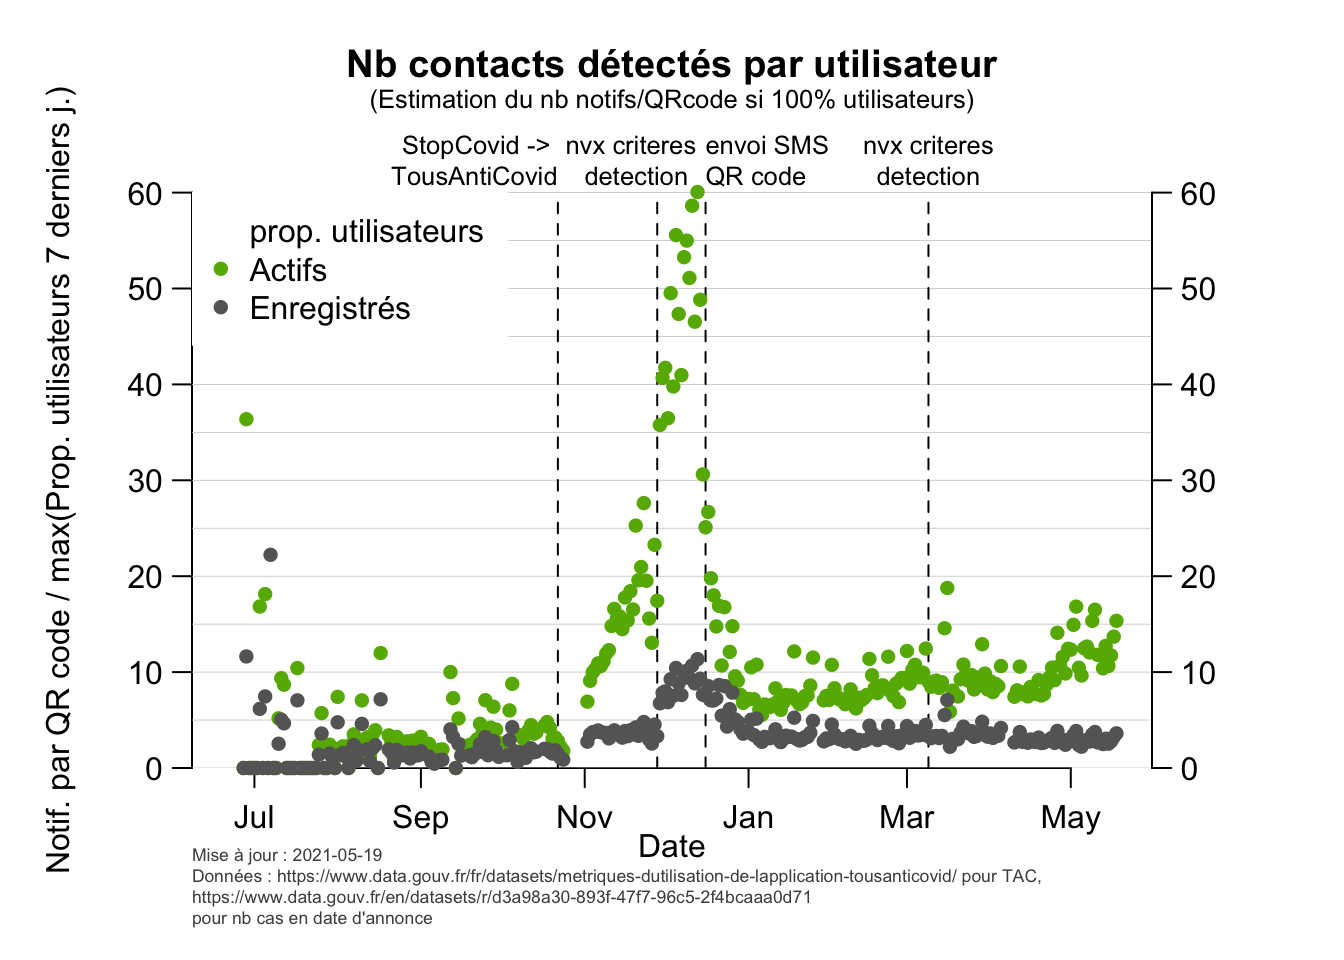 Nb contacts détectés par utilisateur
(Estimation du nb notifs/QRcode si 100% utilisateurs)
StopCovid ->
TousAntiCovid
nvx criteres
detection
envoi SMS
QR code
nvx criteres
detection
Notif. par QR code / max(Prop. utilisateurs 7 derniers j.)
60
50
40
30
20
10
0
prop. utilisateurs
Actifs
Enregistrés
60
50
40
30
20
10
0
Jul
Sep
Nov
Jan
Mar
May
Date
Mise à jour : 2021-05-19
Données : https://www.data.gouv.fr/fr/datasets/metriques-dutilisation-de-lapplication-tousanticovid/ pour TAC,
https://www.data.gouv.fr/en/datasets/r/d3a98a30-893f-47f7-96c5-2f4bcaaa0d71
pour nb cas en date d'annonce